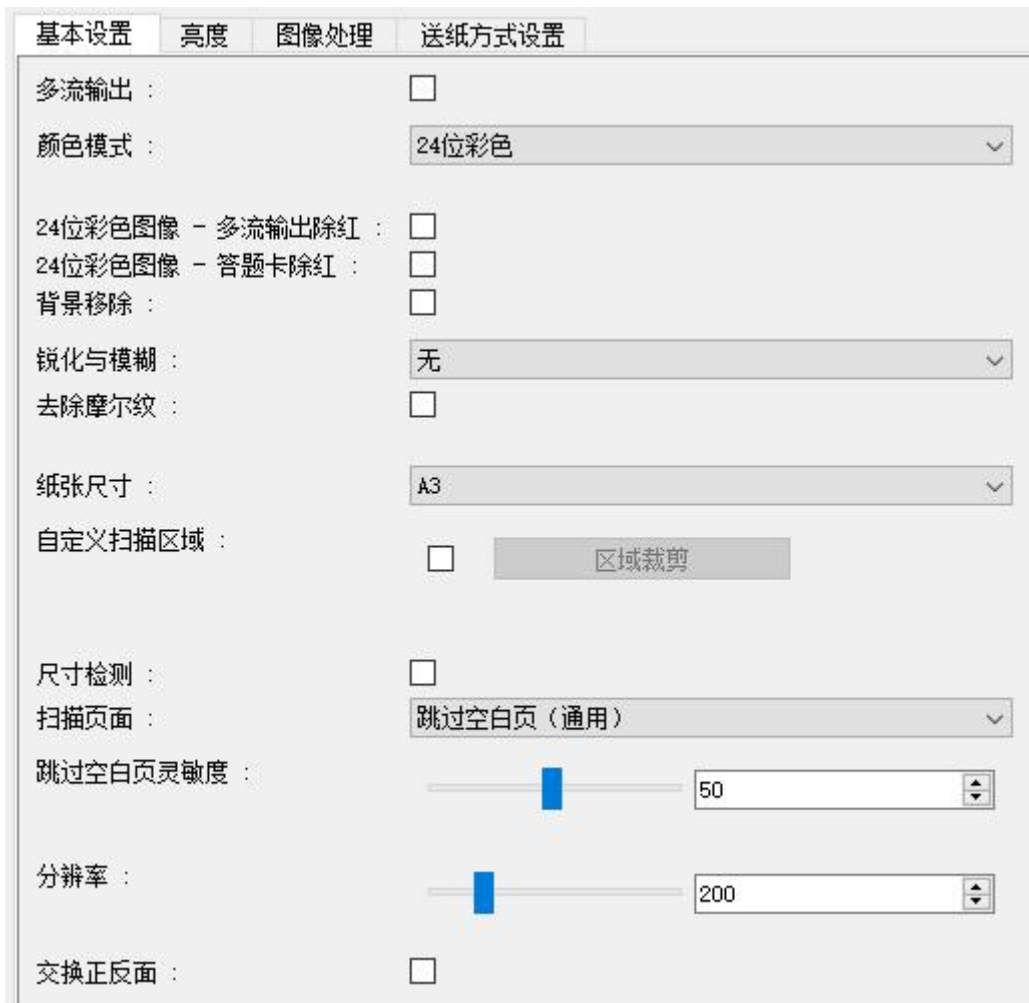 基本设置 亮度 图像处理 送纸方式设置
多流输出 :
颜色模式 : 24位彩色
24位彩色图像 - 多流输出除红 :
24位彩色图像 - 答题卡除红 :
背景移除 :
锐化与模糊 : 无
去除摩尔纹 :
纸张尺寸 : A3
自定义扫描区域 : 区域裁剪
尺寸检测 :
扫描页面 : 跳过空白页（通用）
跳过空白页灵敏度 : 50
分辨率 : 200
交换正反面 :